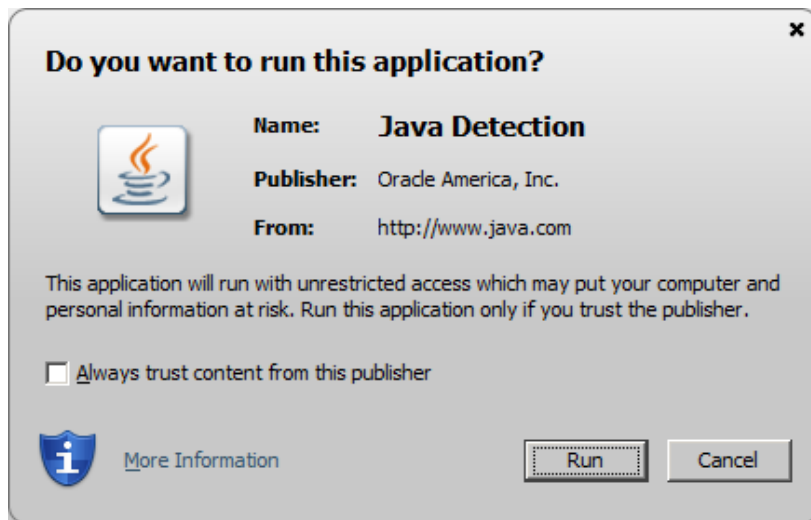 Do you want to run this application?
Name: Java Detection
Publisher: Oracle America, Inc.
From: http://www.java.com
This application will run with unrestricted access which may put your computer and
personal information at risk. Run this application only if you trust the publisher.
Always trust content from this publisher
More Information
Run
Cancel